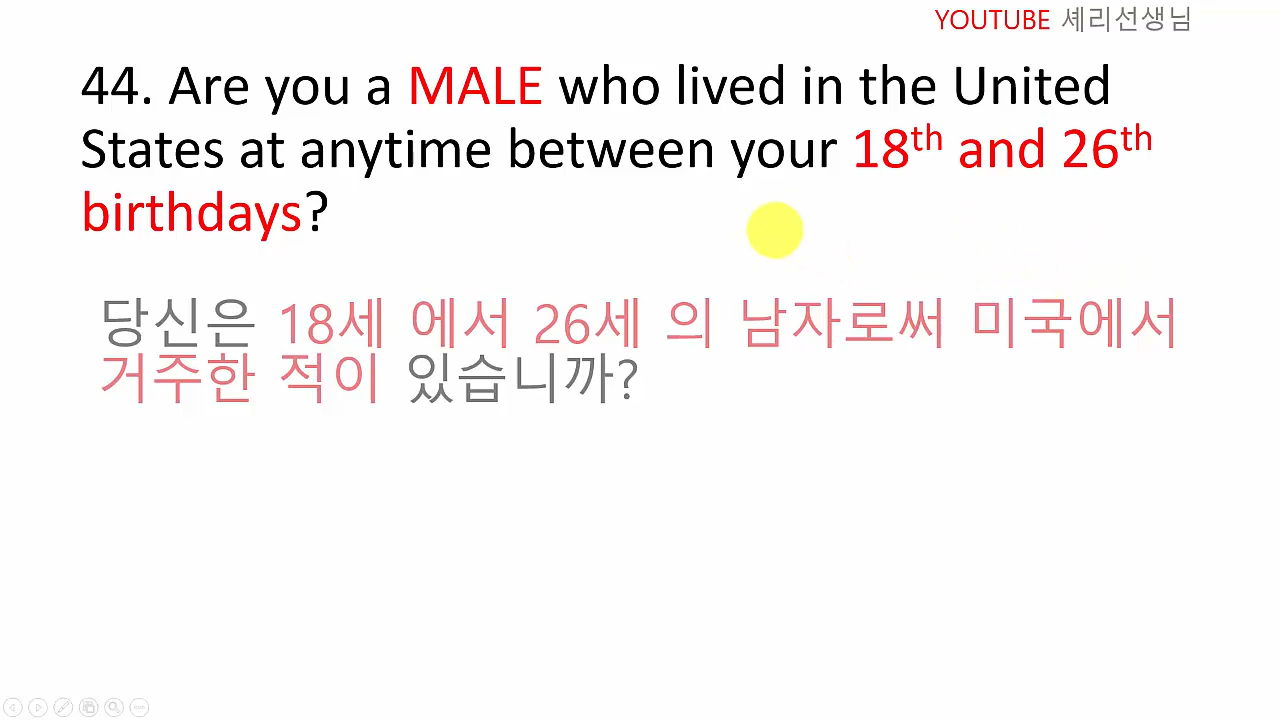 YOUTUBE 셰리선생님
44. Are you a MALE who lived in the United
States at anytime between your 18th and 26th
birthdays?
당신은 18세 에서 26세 의 남자로써 미국에서
거주한 적이 있습니까?